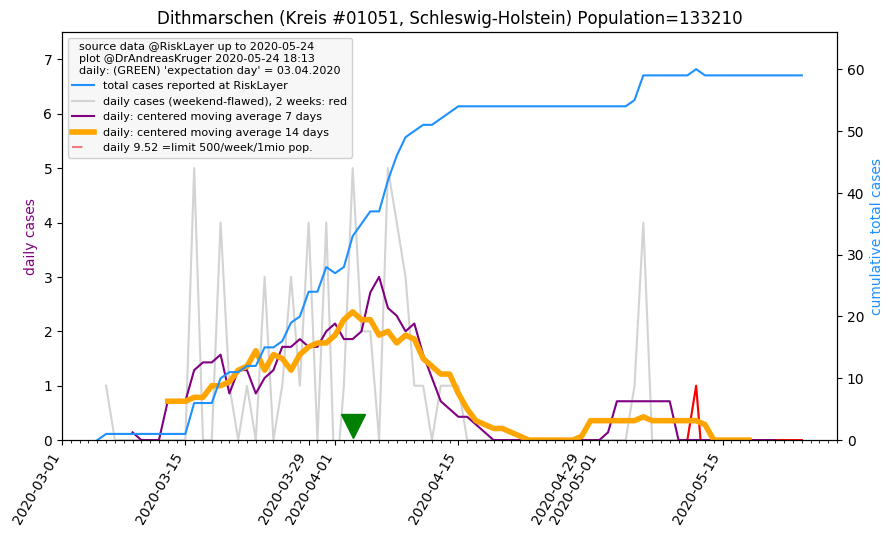 Dithmarschen (Kreis #01051, Schleswig-Holstein) Population=133210
source data @RiskLayer up to 2020-05-24
plot @DrAndreasKruger 2020-05-24 18:13
daily: (GREEN) 'expectation day' = 03.04.2020
total cases reported at RiskLayer
daily cases (weekend-flawed), 2 weeks: red
daily: centered moving average 7 days
daily: centered moving average 14 days
daily 9.52 =limit 500/week/1mio pop.
daily cases
7
6
5
4
3
2
1
0
cumulative total cases
60
50
40
30
20
10
0
2020-03-01
2020-03-15
2020-03-29
2020-04-01
2020-04-15
2020-04-29
2020-05-01
2020-05-15